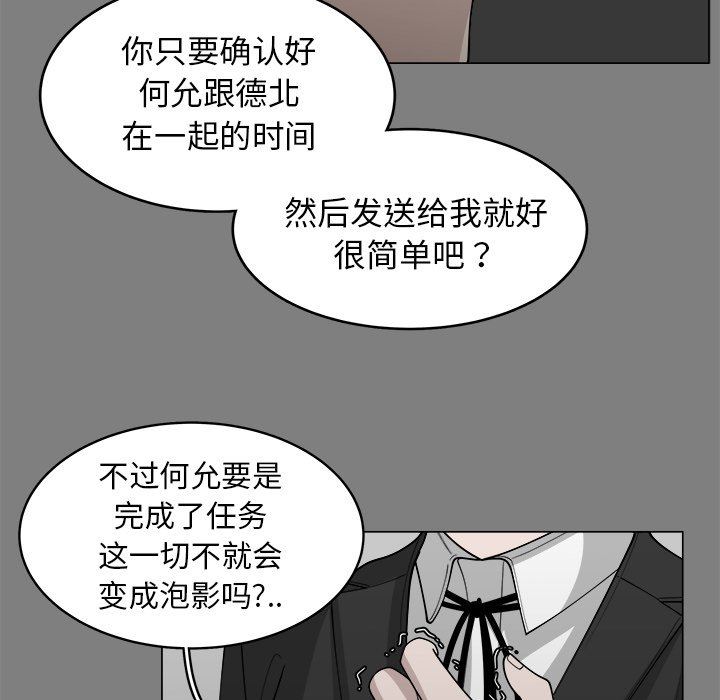 你只要确认好
何允跟德北
在一起的时间
然后发送给我就好
很简单吧？
不过何允要是
完成了任务
这一切不就会
变成泡影吗?..